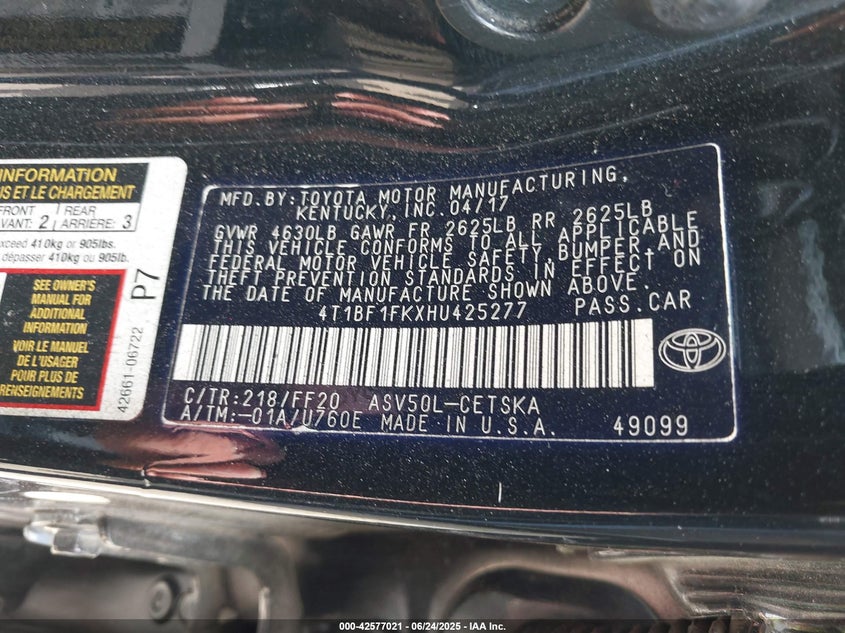 INFORMATION
US ET LE CHARGEMENT
FRONT
AVANT: 2
REAR
ARRIÈRE: 3
exceed 410kg or 905lbs.
dépasser 410kg ou 905lb.
SEE OWNER'S
MANUAL FOR
ADDITIONAL
INFORMATION
VOIR LE MANUEL
DE L'USAGER
POUR PLUS DE
RENSEIGNEMENTS
42661-06722
P7
MFD.BY:TOYOTA MOTOR MANUFACTURING,
KENTUCKY, INC.04/17
GVWR 4630LB GAWR FR 2625LB RR 2625LB
THIS VEHICLE CONFORMS TO ALL APPLICABLE
FEDERAL MOTOR VEHICLE SAFETY,BUMPER,AND
THEFT PREVENTION STANDARDS IN EFFECT ON
THE DATE OF MANUFACTURE SHOWN ABOVE.
4T1BF1FKXHU425277 PASS.CAR
C/TR:218/FF20 ASV50L-CETSKA
A/TM:-01A/U760E MADE IN U.S.A. 49099
000-42577021 - 06/24/2025 - IAA Inc.